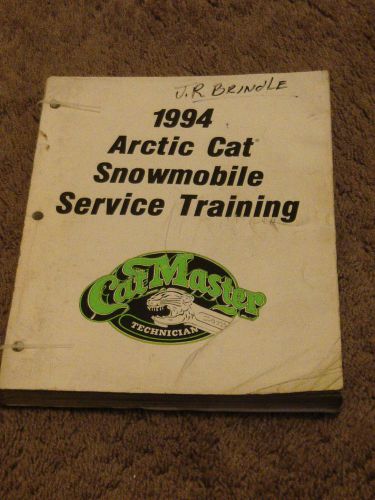 J.R BRINDLE
1994
Arctic Cat®
Snowmobile
Service Training
CatMaster
TECHNICIAN